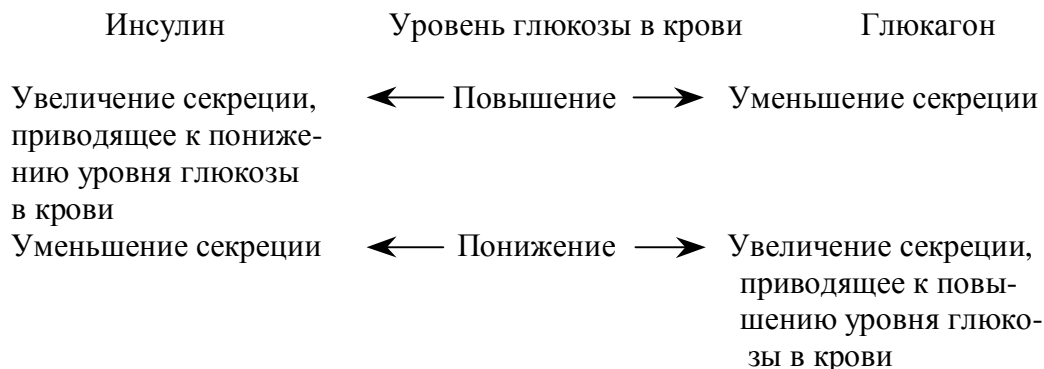 Инсулин Уровень глюкозы в крови Глюкагон
Увеличение секреции, Повышение Уменьшение секреции
приводящее к пониже-
нию уровня глюкозы
в крови
Уменьшение секреции Понижение Увеличение секреции,
приводящее к повы-
шению уровня глюко-
зы в крови